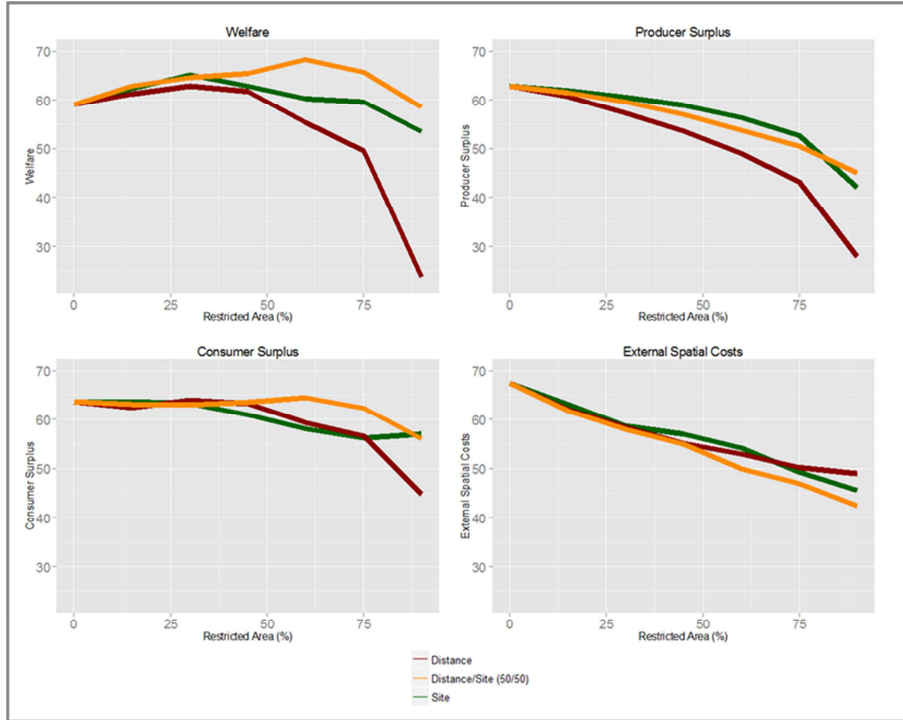 Welfare
70
60
50
40
30
Welfare
0
25
50
75
Restricted Area (%)
Producer Surplus
70
60
50
40
30
Producer Surplus
0
25
50
75
Restricted Area (%)
Consumer Surplus
70
60
50
40
30
Consumer Surplus
0
25
50
75
Restricted Area (%)
External Spatial Costs
70
60
50
40
30
External Spatial Costs
0
25
50
75
Restricted Area (%)
Distance
Distance/Site (50/50)
Site